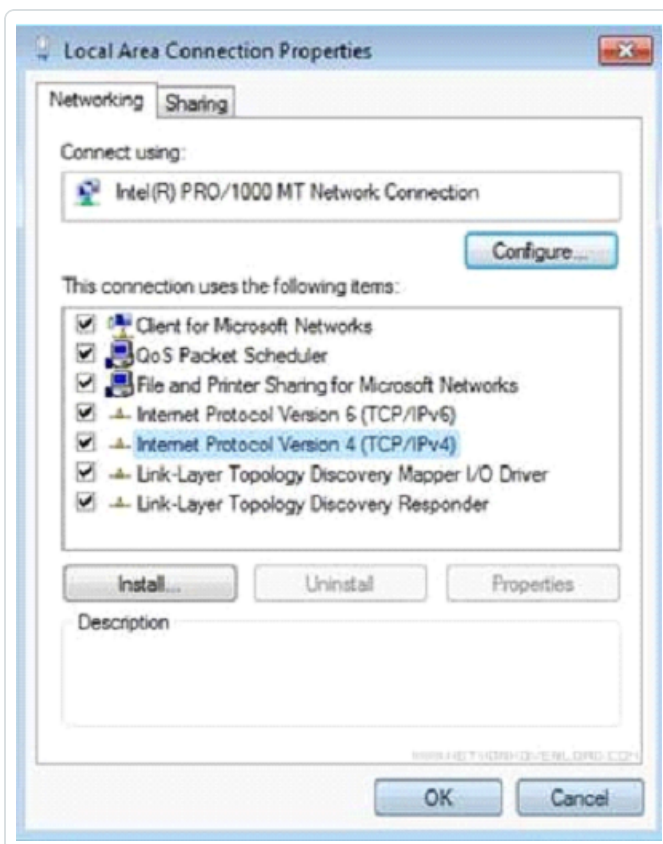 Local Area Connection Properties
Networking
Sharing
Connect using:
Intel(R) PRO/1000 MT Network Connection
Configure...
This connection uses the following items:
Client for Microsoft Networks
QoS Packet Scheduler
File and Printer Sharing for Microsoft Networks
Internet Protocol Version 6 (TCP/IPv6)
Internet Protocol Version 4 (TCP/IPv4)
Link-Layer Topology Discovery Mapper I/O Driver
Link-Layer Topology Discovery Responder
Install...
Uninstall
Properties
Description
OK
Cancel